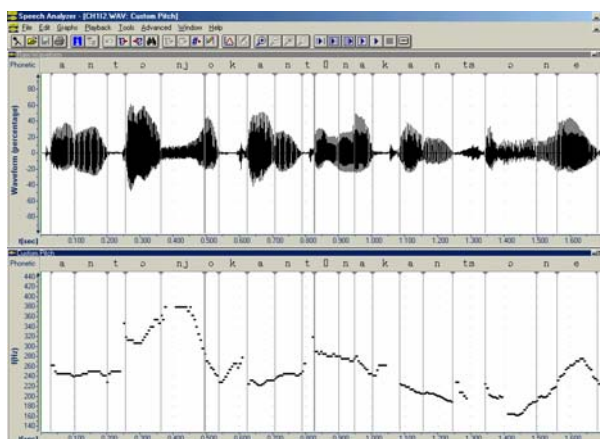 Speech Analyzer - [CH1I2.WAV: Custom Pitch]
File Edit Graphs Playback Tools Advanced Window Help
Phonetic a n t ɔ nj o k a n t n a k a n ts ɔ n e
Waveform (percentage)
80
60
40
20
0
-20
-40
-60
-80
t(sec) 0.100 0.200 0.300 0.400 0.500 0.600 0.700 0.800 0.900 1.000 1.100 1.200 1.300 1.400 1.500 1.600
Custom Pitch
Phonetic a n t ɔ nj o k a n t n a k a n ts ɔ n e
f(Hz)
440
400
380
340
320
300
280
260
240
220
200
180
160
140
t(sec) 0.100 0.200 0.300 0.400 0.500 0.600 0.700 0.800 0.900 1.000 1.100 1.200 1.300 1.400 1.500 1.600